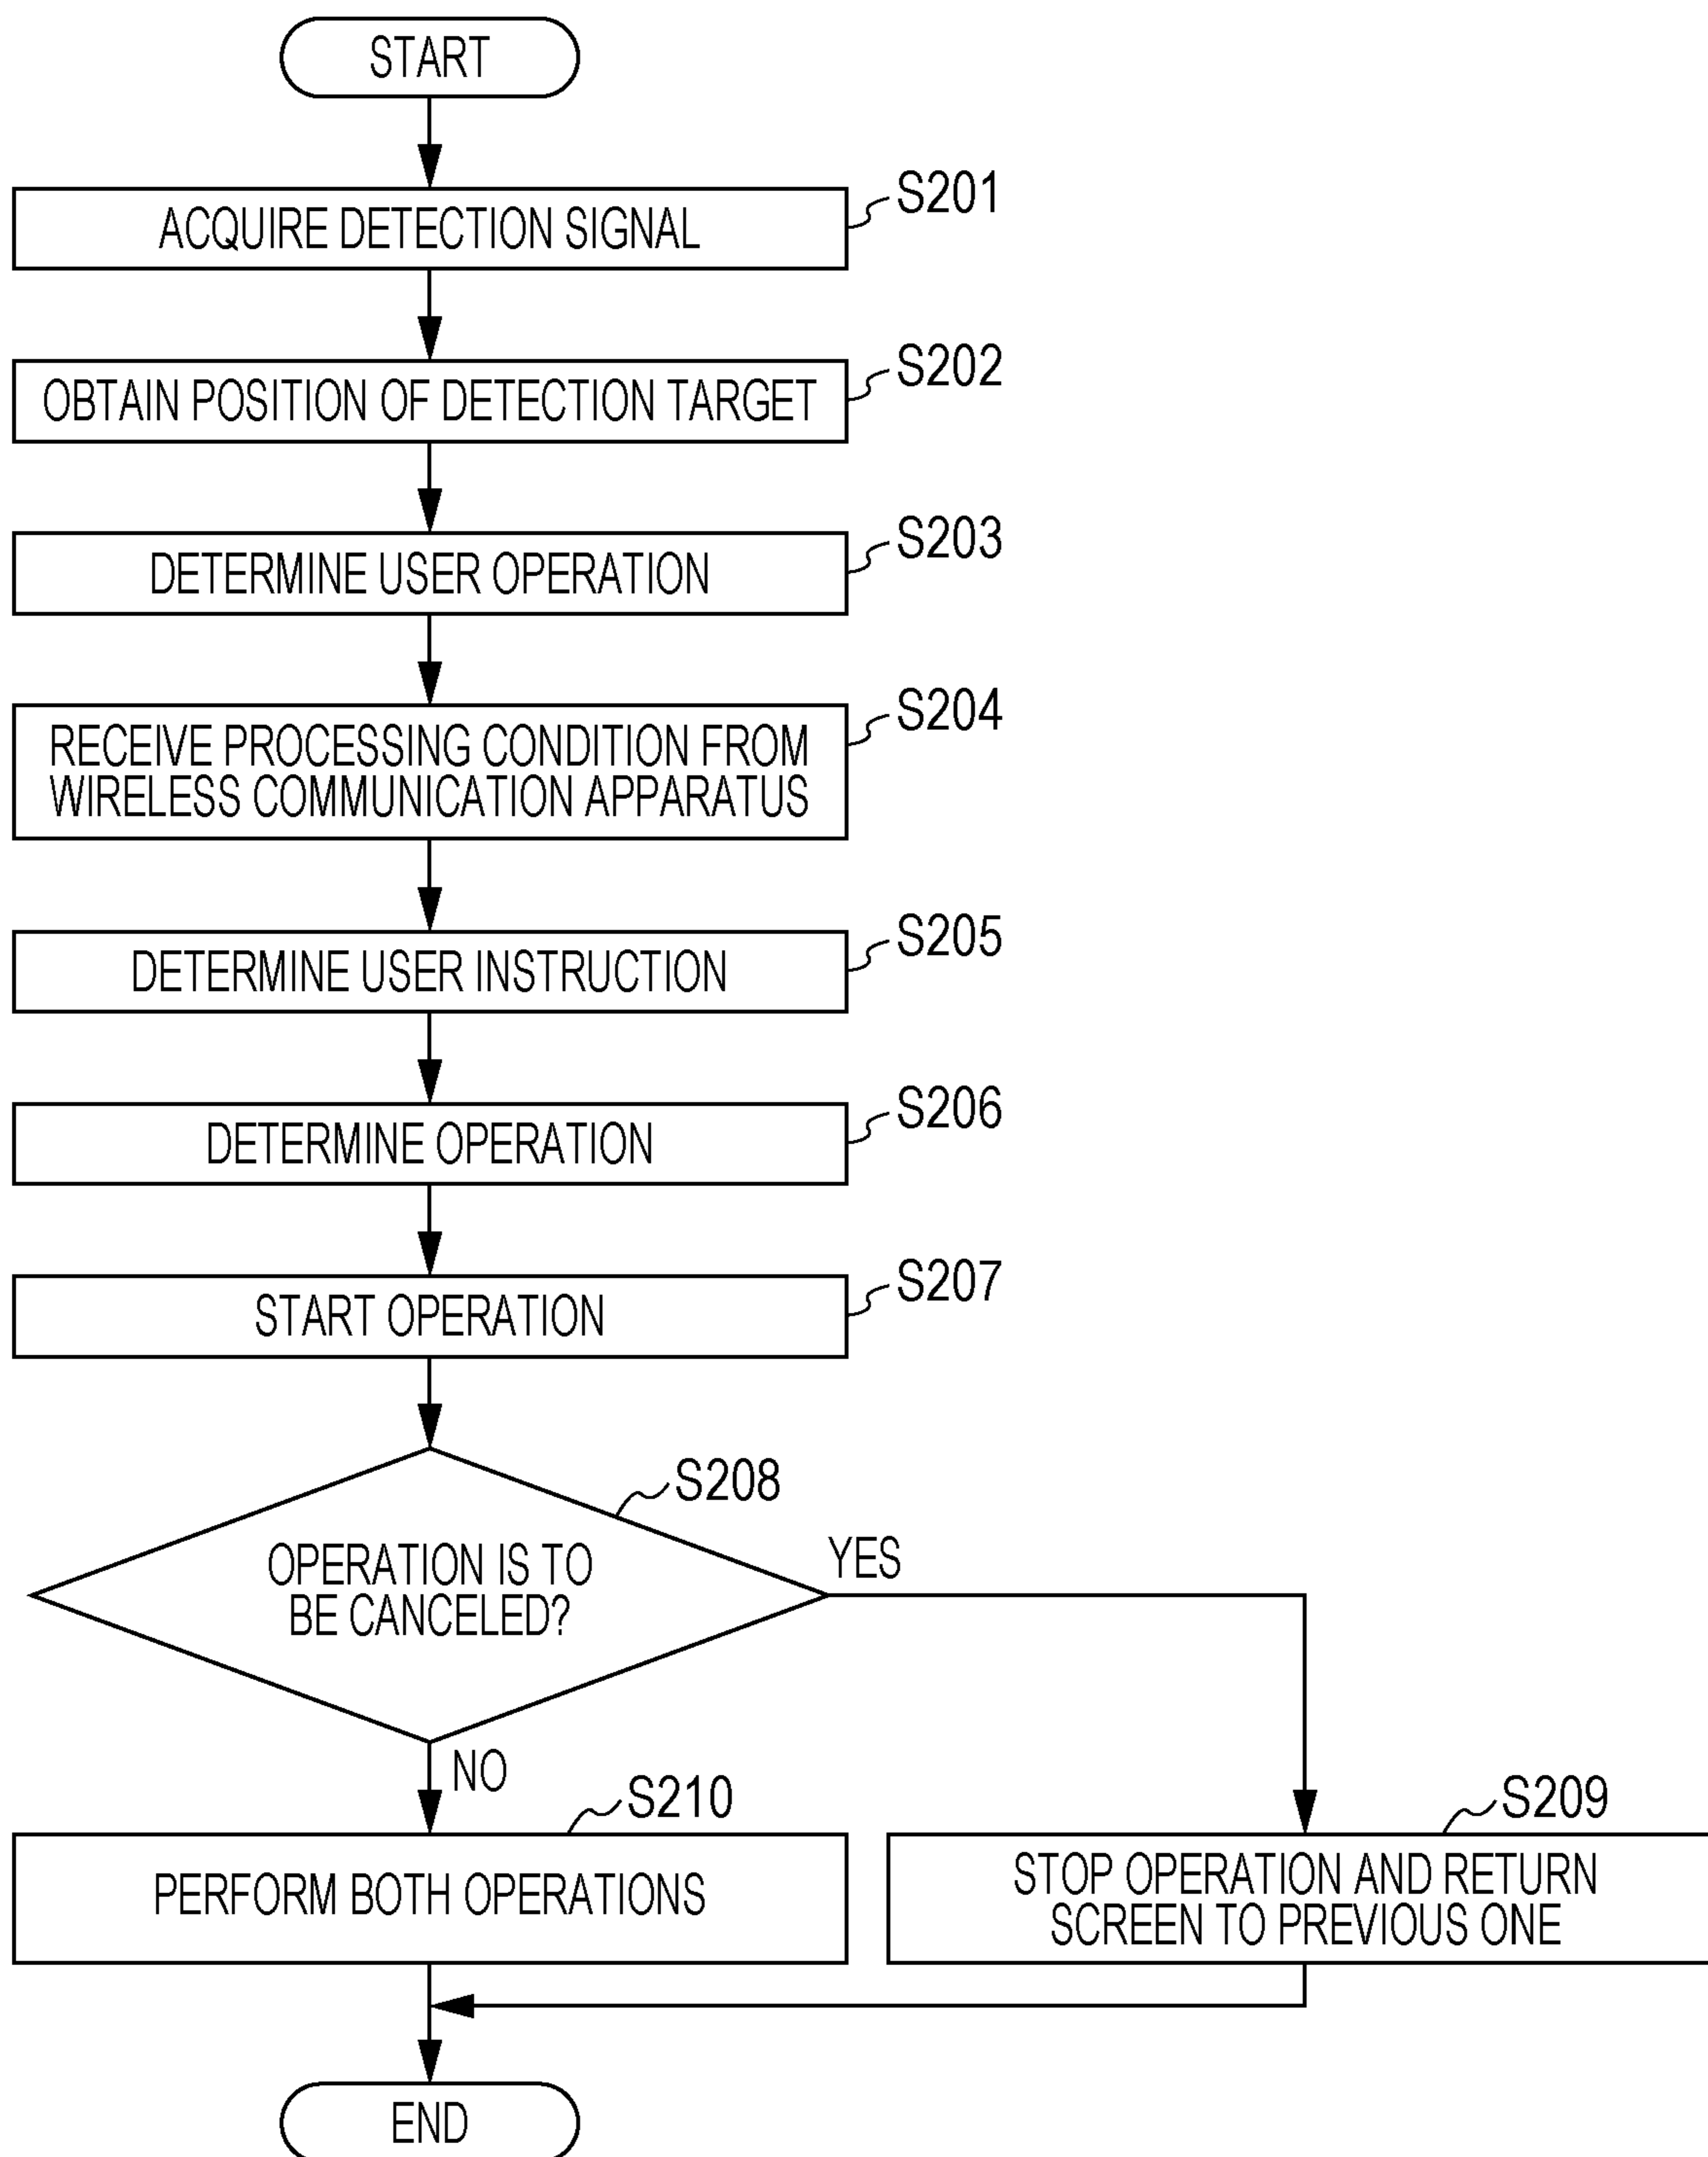 START
S201
ACQUIRE DETECTION SIGNAL
S202
OBTAIN POSITION OF DETECTION TARGET
S203
DETERMINE USER OPERATION
S204
RECEIVE PROCESSING CONDITION FROM
WIRELESS COMMUNICATION APPARATUS
S205
DETERMINE USER INSTRUCTION
S206
DETERMINE OPERATION
S207
START OPERATION
S208
OPERATION IS TO
BE CANCELED?
YES
NO
S210
PERFORM BOTH OPERATIONS
S209
STOP OPERATION AND RETURN
SCREEN TO PREVIOUS ONE
END